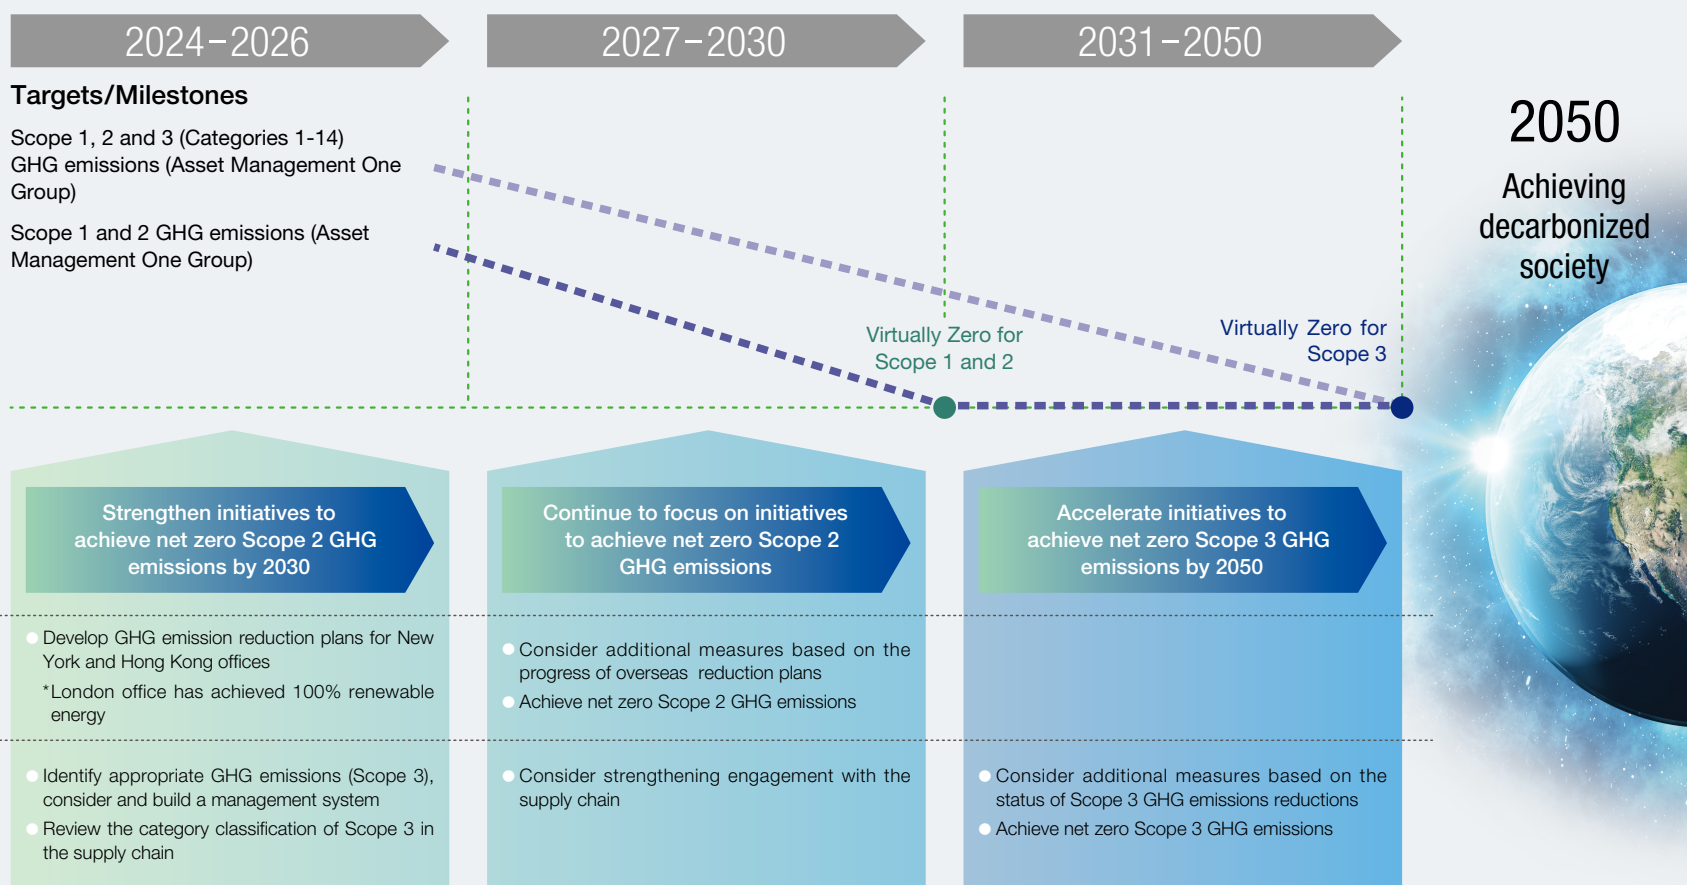 2024–2026
2027–2030
2031–2050
Targets/Milestones
Scope 1, 2 and 3 (Categories 1-14)
GHG emissions (Asset Management One
Group)
Scope 1 and 2 GHG emissions (Asset
Management One Group)
Virtually Zero for
Scope 1 and 2
Virtually Zero for
Scope 3
2050
Achieving
decarbonized
society
Strengthen initiatives to
achieve net zero Scope 2 GHG
emissions by 2030
Continue to focus on initiatives
to achieve net zero Scope 2
GHG emissions
Accelerate initiatives to
achieve net zero Scope 3 GHG
emissions by 2050
Develop GHG emission reduction plans for New
York and Hong Kong offices
*London office has achieved 100% renewable
energy
Consider additional measures based on the
progress of overseas reduction plans
Achieve net zero Scope 2 GHG emissions
Identify appropriate GHG emissions (Scope 3),
consider and build a management system
Review the category classification of Scope 3 in
the supply chain
Consider strengthening engagement with the
supply chain
Consider additional measures based on the
status of Scope 3 GHG emissions reductions
Achieve net zero Scope 3 GHG emissions